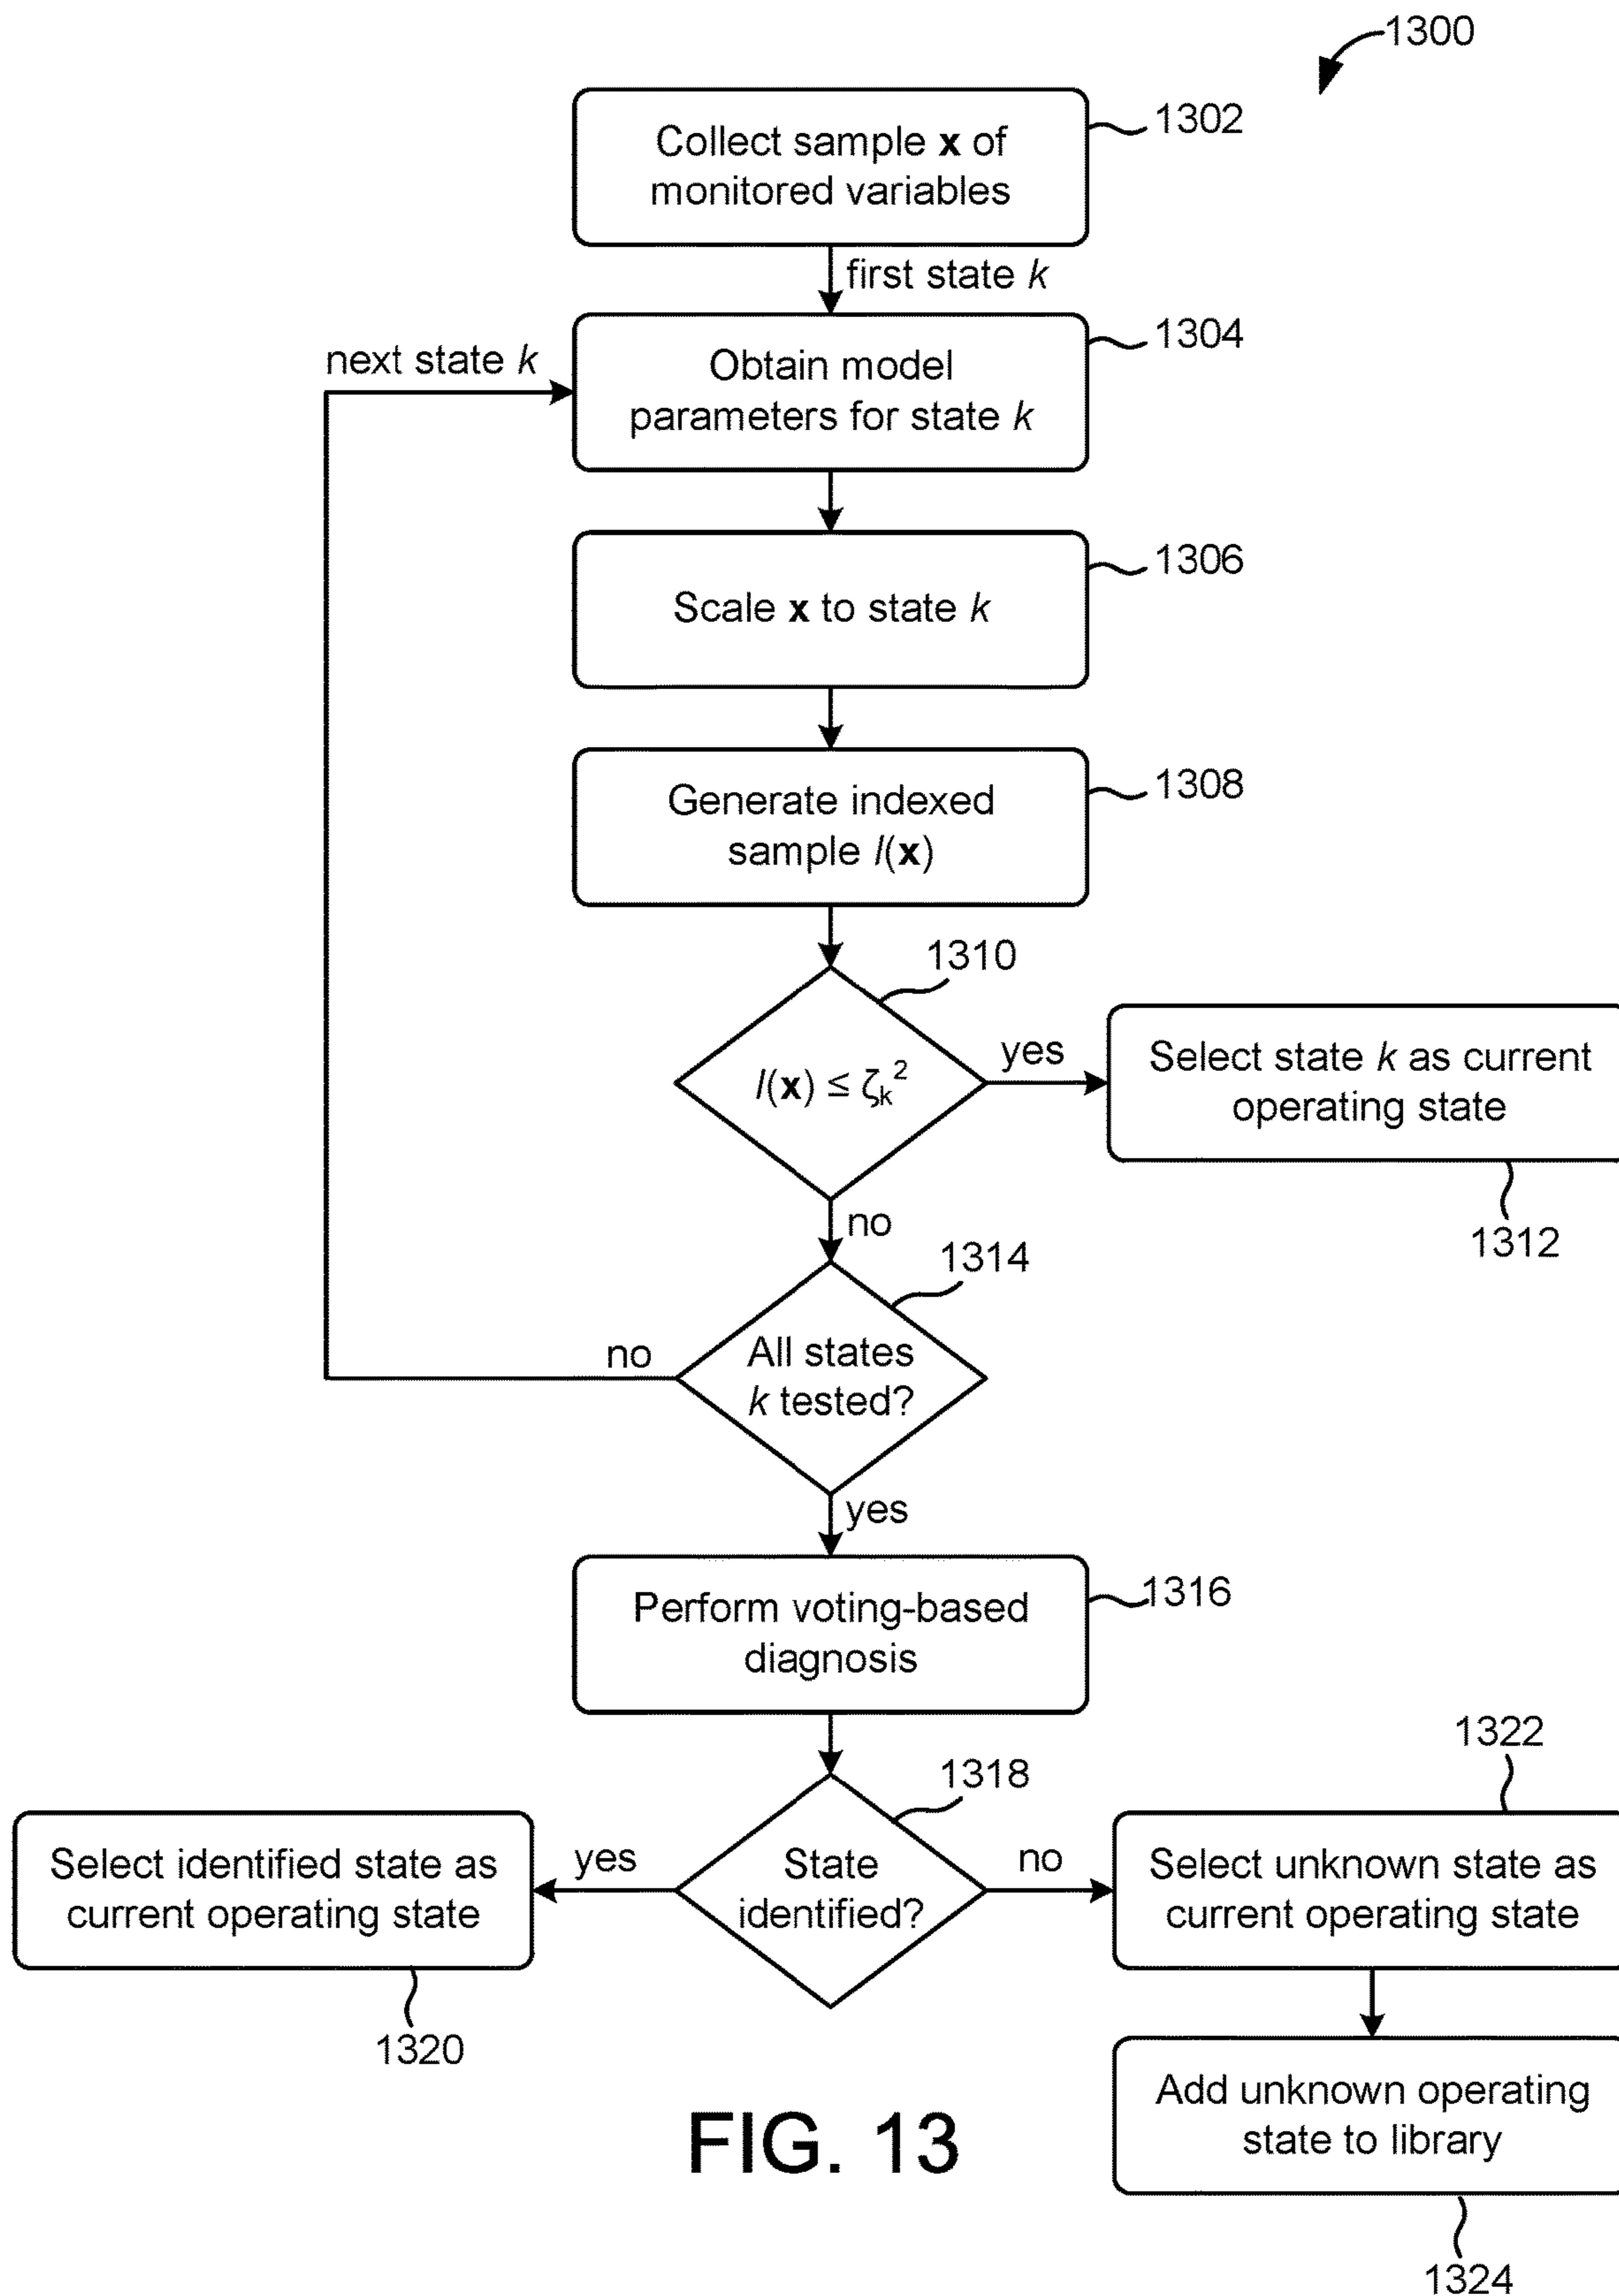 1300
Collect sample x of
monitored variables
1302
first state k
next state k
Obtain model
parameters for state k
1304
Scale x to state k
1306
Generate indexed
sample I(x)
1308
1310
I(x) ≤ ζk²
yes
Select state k as current
operating state
1312
no
1314
All states
k tested?
no
yes
Perform voting-based
diagnosis
1316
1318
State
identified?
yes
Select identified state as
current operating state
1320
no
1322
Select unknown state as
current operating state
Add unknown operating
state to library
1324
FIG. 13